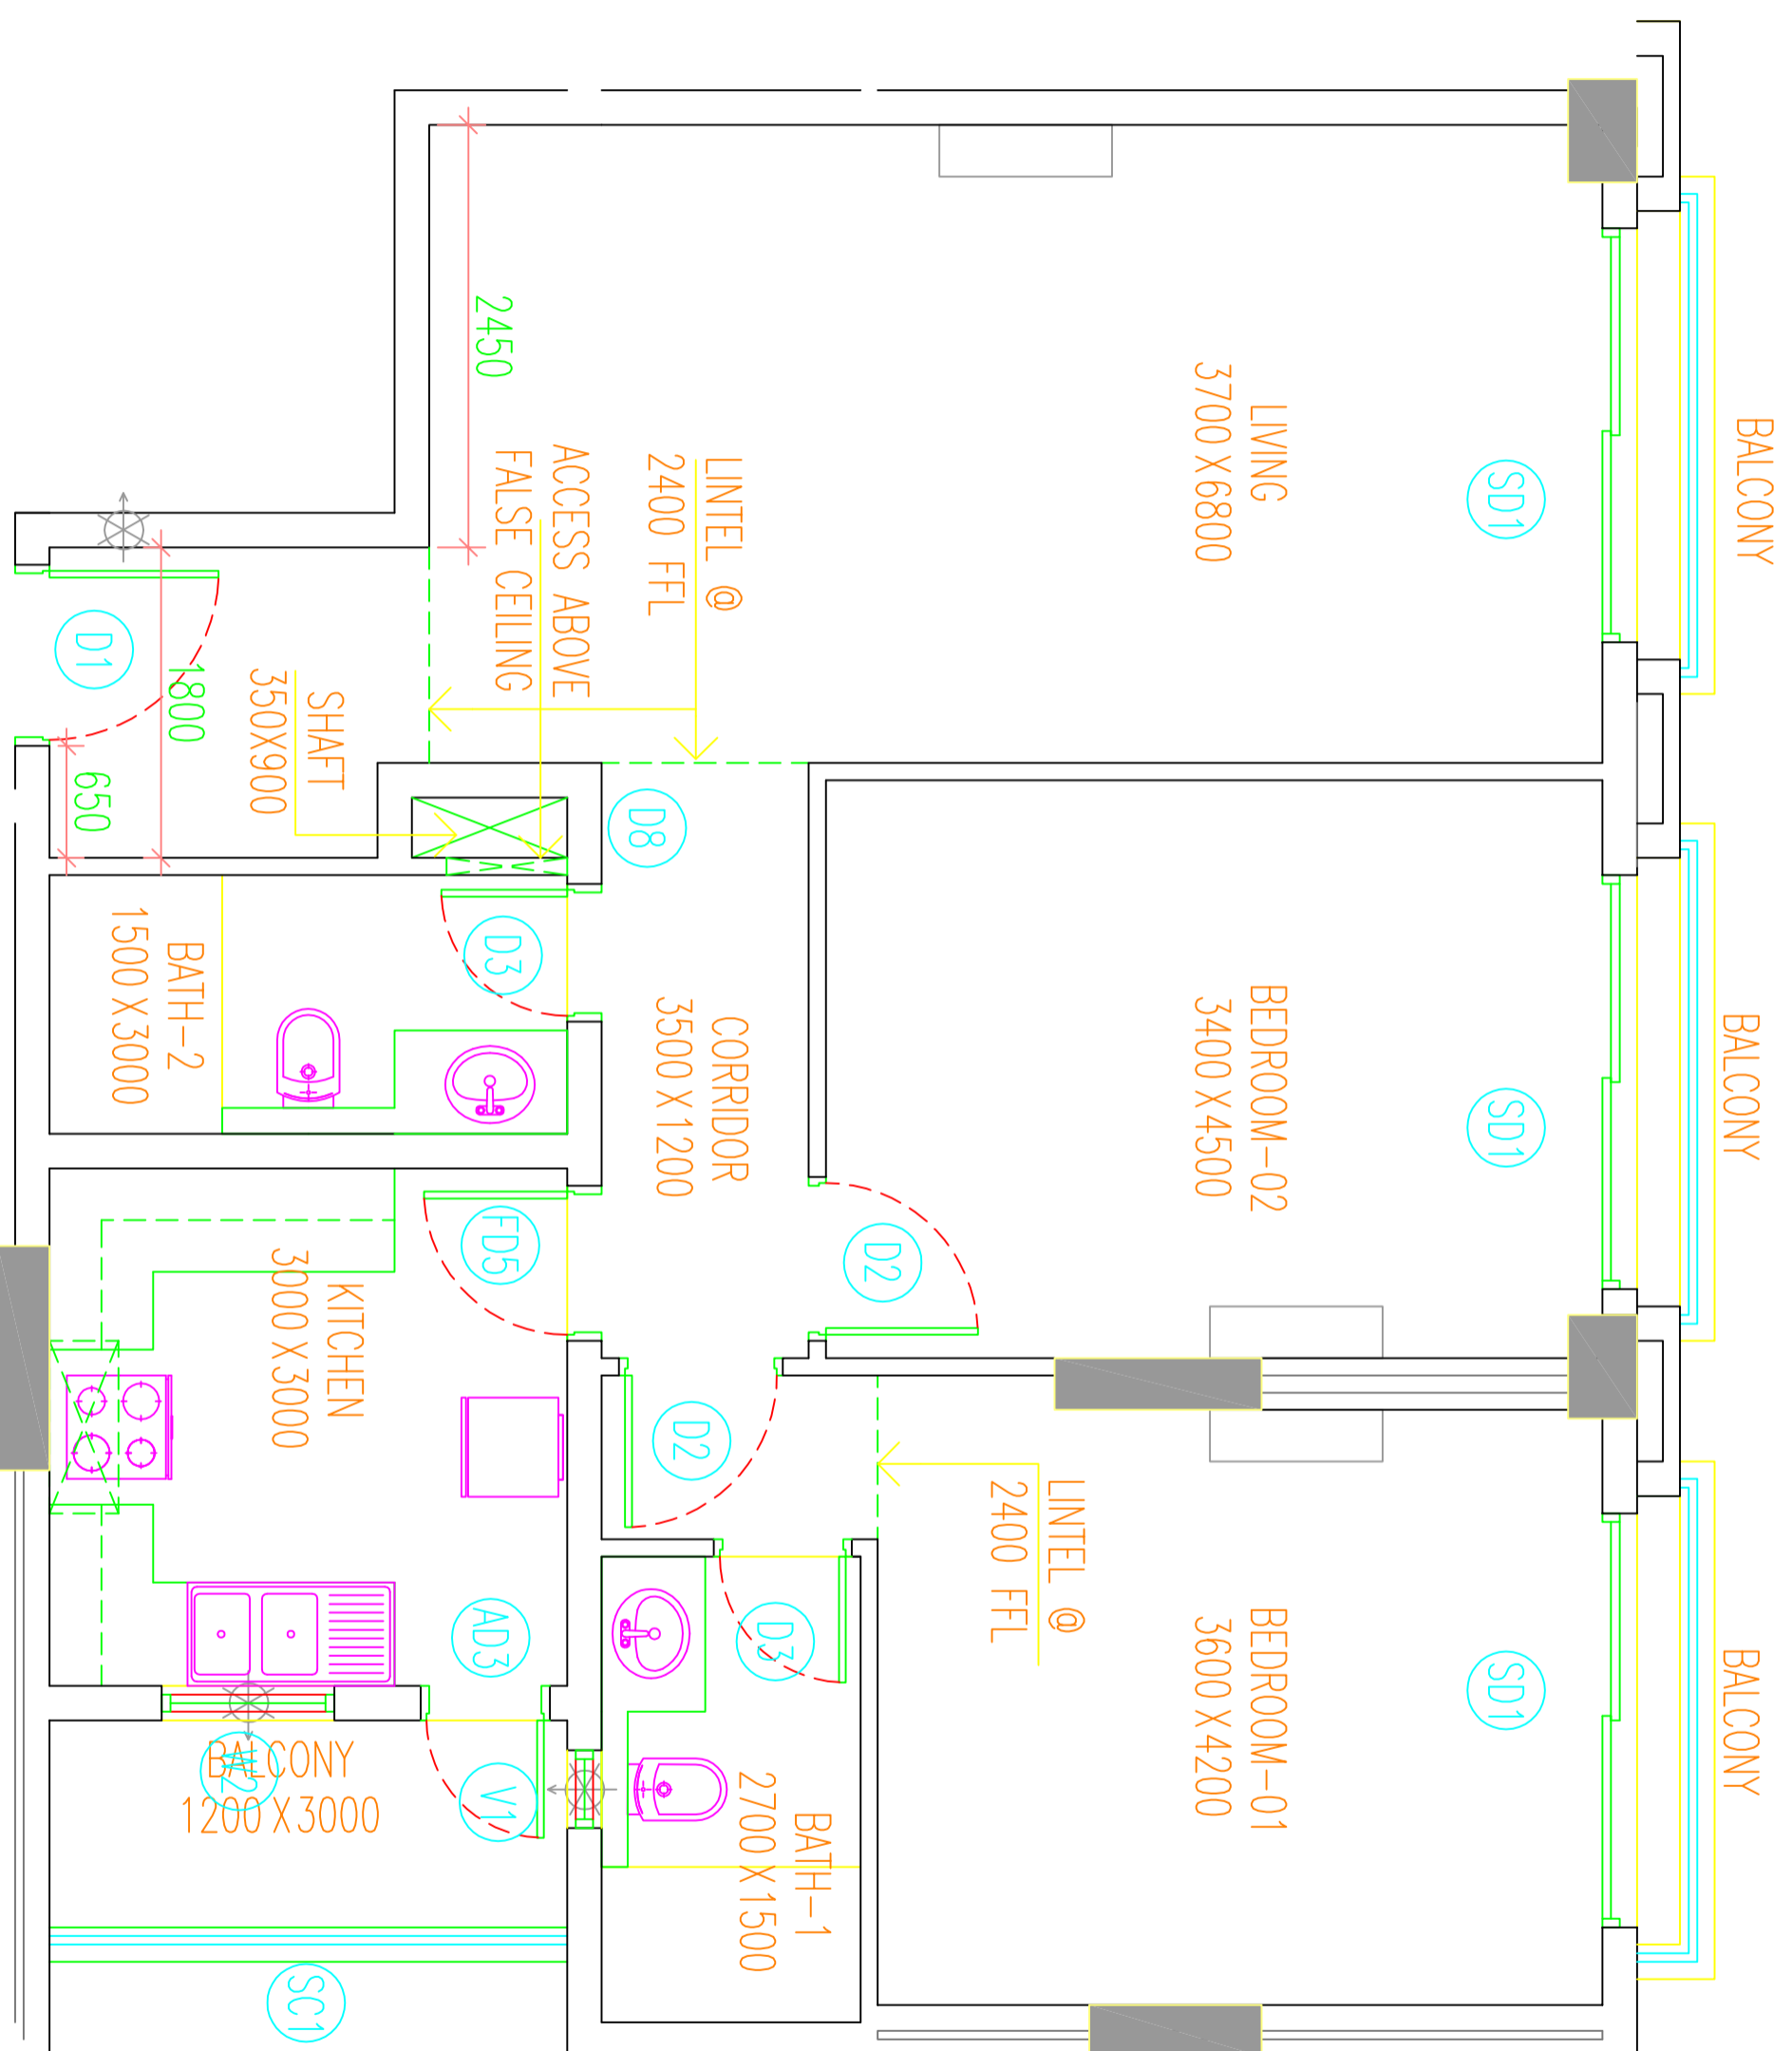 BALCONY
BALCONY
BALCONY
SD1
SD1
SD1
LIVING
3700 X 6800
BEDROOM-02
3400 X 4500
BEDROOM-01
3600 X 4200
LINTEL @
2400 FFL
LINTEL @
2400 FFL
ACCESS ABOVE
FALSE CEILING
2450
SHAFT
350X900
D1
1800
650
D8
D3
CORRIDOR
3500 X 1200
BATH-2
1500 X 3000
D2
FD5
KITCHEN
3000 X 3000
D2
D3
AD3
BATH-1
2700 X 1500
V1
W2
BALCONY
1200 X 3000
SC1